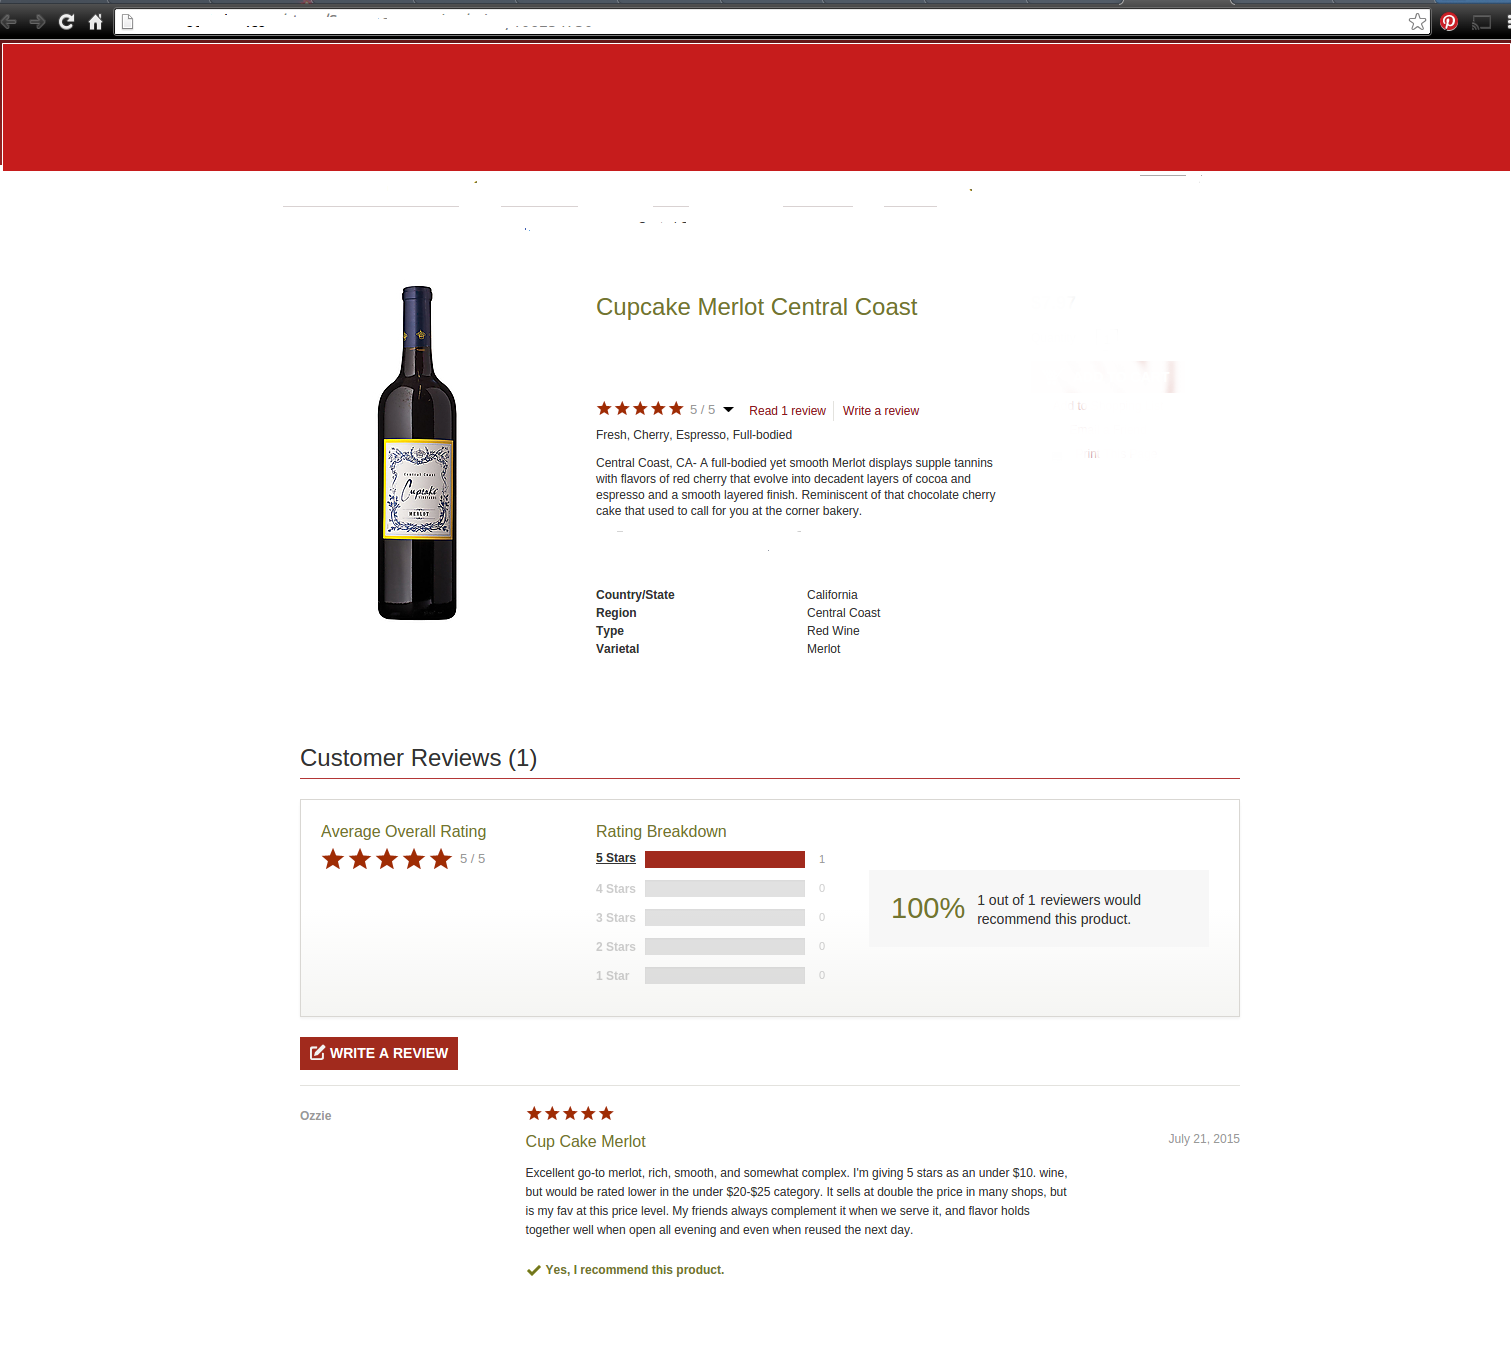 Cupcake Merlot Central Coast
5 / 5 Read 1 review Write a review
Fresh, Cherry, Espresso, Full-bodied
Central Coast, CA- A full-bodied yet smooth Merlot displays supple tannins
with flavors of red cherry that evolve into decadent layers of cocoa and
espresso and a smooth layered finish. Reminiscent of that chocolate cherry
cake that used to call for you at the corner bakery.
Central Coast
Cupcake
VINEYARDS
MERLOT
Country/State California
Region Central Coast
Type Red Wine
Varietal Merlot
Customer Reviews (1)
Average Overall Rating
5 / 5
Rating Breakdown
5 Stars 1
4 Stars 0
3 Stars 0
2 Stars 0
1 Star 0
100%
1 out of 1 reviewers would
recommend this product.
WRITE A REVIEW
Ozzie
Cup Cake Merlot
July 21, 2015
Excellent go-to merlot, rich, smooth, and somewhat complex. I'm giving 5 stars as an under $10. wine,
but would be rated lower in the under $20-$25 category. It sells at double the price in many shops, but
is my fav at this price level. My friends always complement it when we serve it, and flavor holds
together well when open all evening and even when reused the next day.
Yes, I recommend this product.